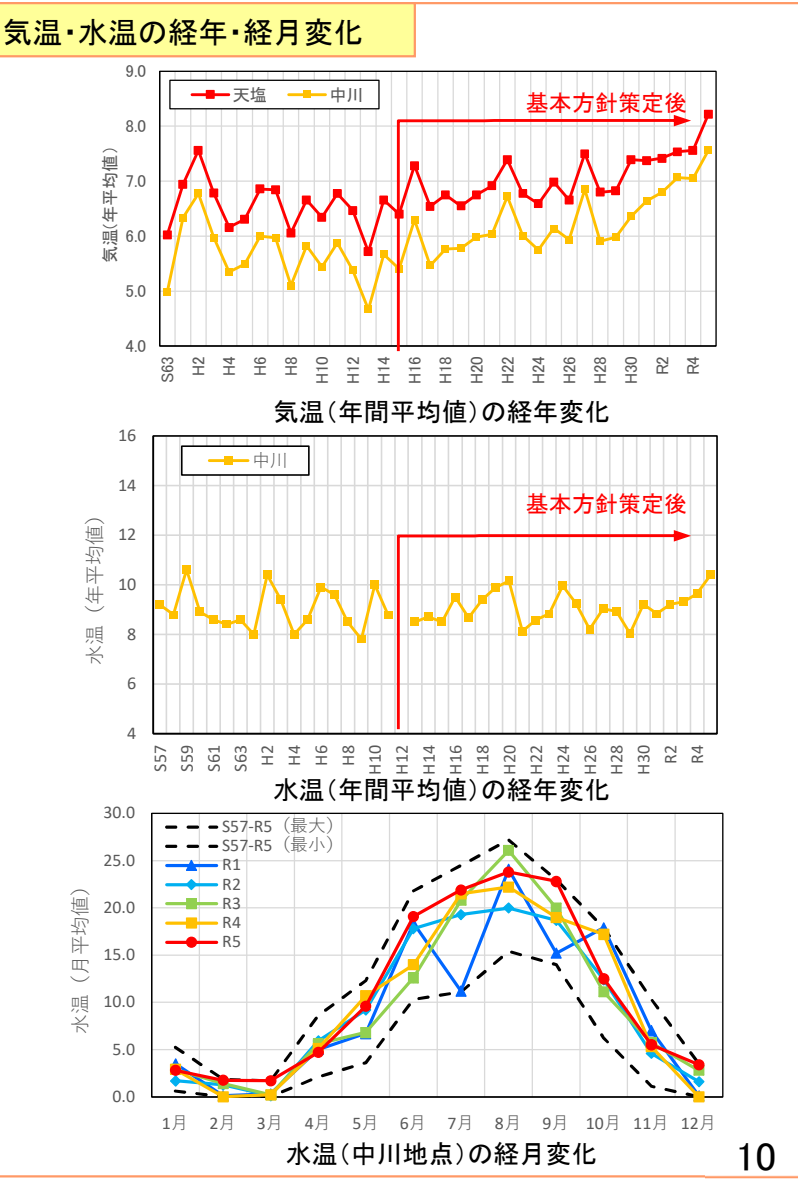 気温・水温の経年・経月変化
9.0
8.0
7.0
6.0
5.0
4.0
気温(年平均値)
天塩
中川
基本方針策定後
S63
H2
H4
H6
H8
H10
H12
H14
H16
H18
H20
H22
H24
H26
H28
H30
R2
R4
気温(年間平均値)の経年変化
16
14
12
10
8
6
4
水温(年平均値)
中川
基本方針策定後
S57
S59
S61
S63
H2
H4
H6
H8
H10
H12
H14
H16
H18
H20
H22
H24
H26
H28
H30
R2
R4
水温(年間平均値)の経年変化
30.0
25.0
20.0
15.0
10.0
5.0
0.0
水温(月平均値)
S57-R5(最大)
S57-R5(最小)
R1
R2
R3
R4
R5
1月 2月 3月 4月 5月 6月 7月 8月 9月 10月 11月 12月
水温(中川地点)の経月変化
10